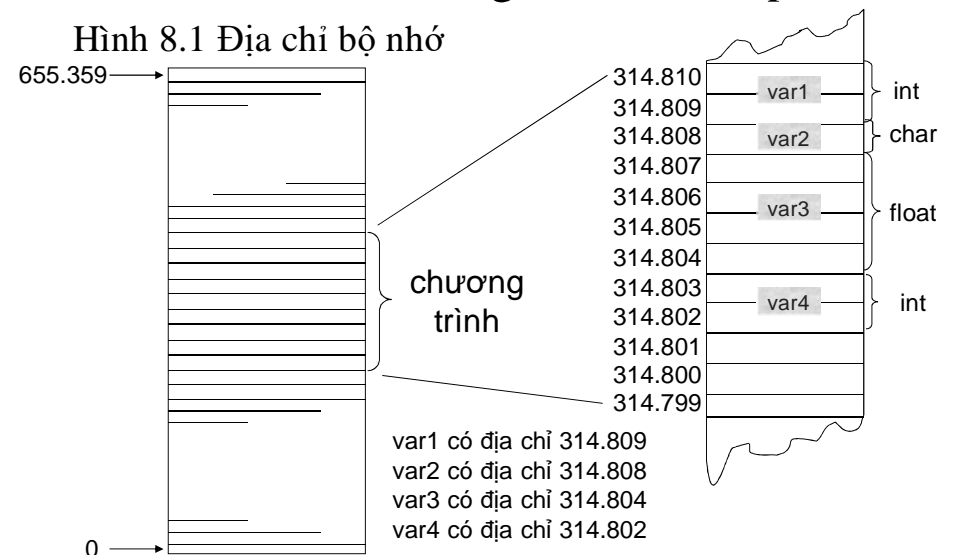 Hình 8.1 Địa chỉ bộ nhớ
655.359
0
chương
trình
314.810
314.809
314.808
314.807
314.806
314.805
314.804
314.803
314.802
314.801
314.800
314.799
var1
var2
var3
var4
int
char
float
int
var1 có địa chỉ 314.809
var2 có địa chỉ 314.808
var3 có địa chỉ 314.804
var4 có địa chỉ 314.802